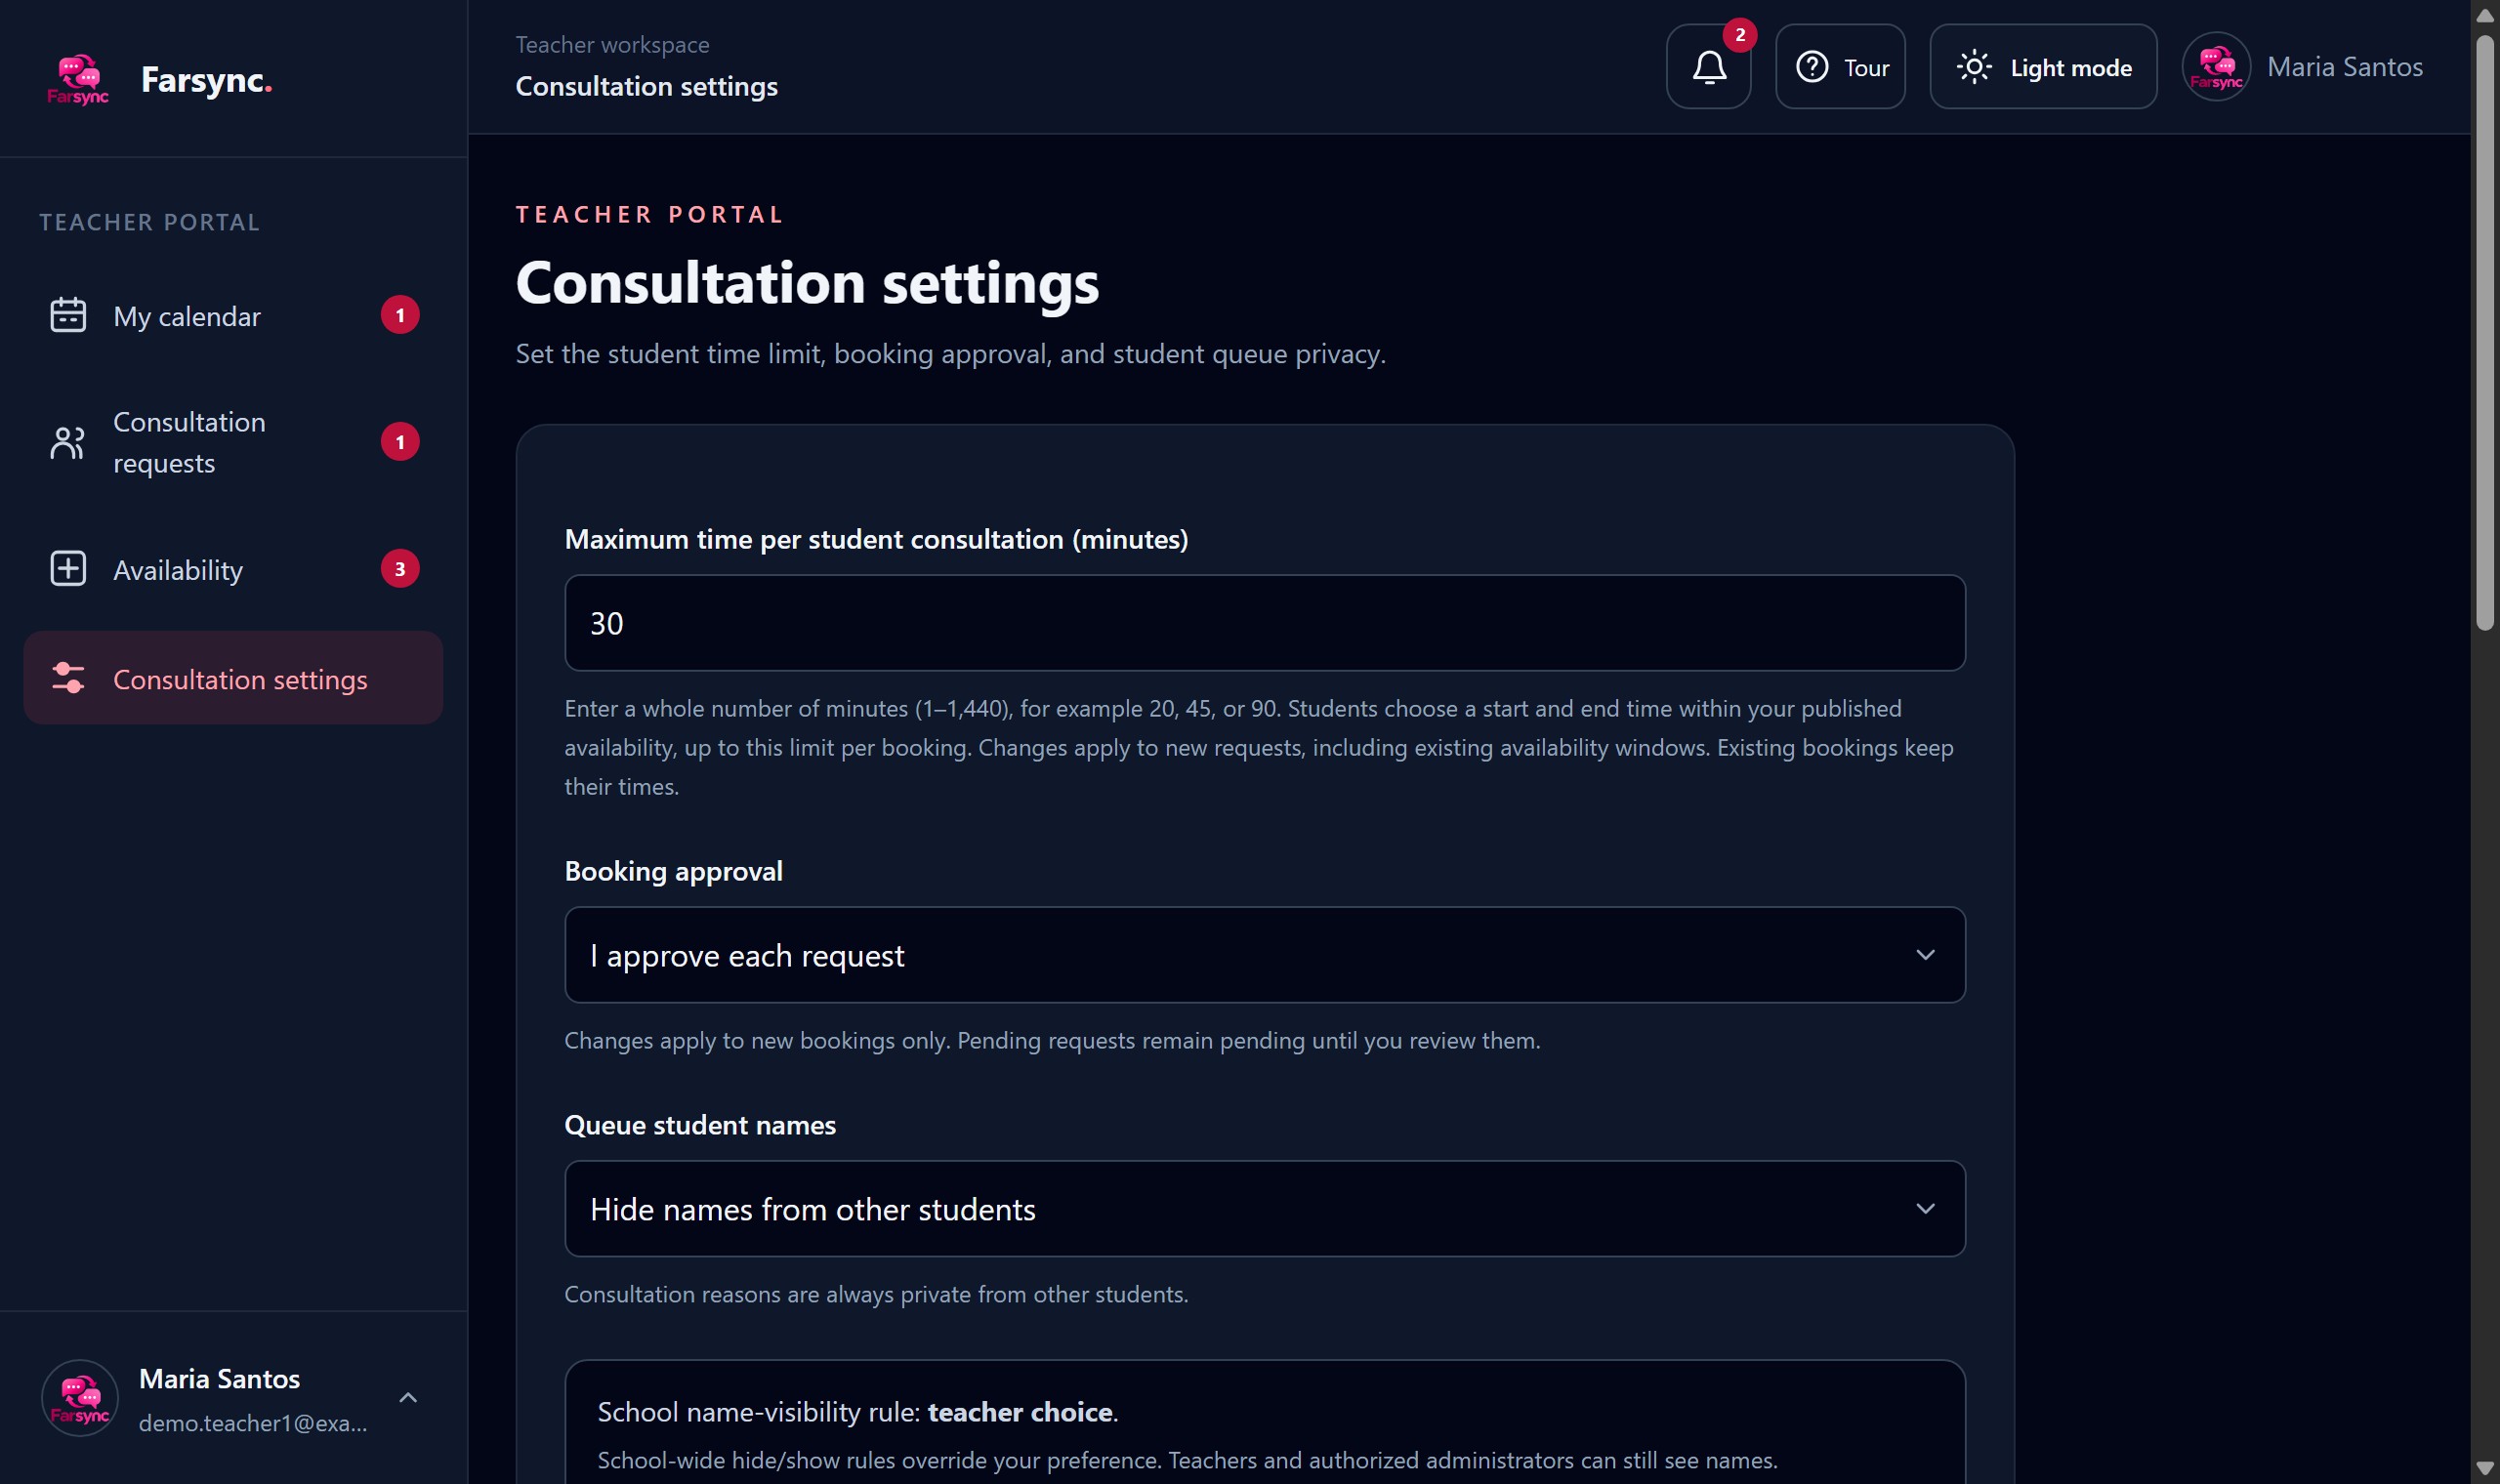 Farsync
Farsync.
TEACHER PORTAL
My calendar
1
Consultation
requests
1
Availability
3
Consultation settings
Farsync
Maria Santos
demo.teacher1@exa...
Teacher workspace
Consultation settings
2
Tour
Light mode
Farsync
Maria Santos
TEACHER PORTAL
Consultation settings
Set the student time limit, booking approval, and student queue privacy.
Maximum time per student consultation (minutes)
30
Enter a whole number of minutes (1–1,440), for example 20, 45, or 90. Students choose a start and end time within your published
availability, up to this limit per booking. Changes apply to new requests, including existing availability windows. Existing bookings keep
their times.
Booking approval
I approve each request
Changes apply to new bookings only. Pending requests remain pending until you review them.
Queue student names
Hide names from other students
Consultation reasons are always private from other students.
School name-visibility rule: teacher choice.
School-wide hide/show rules override your preference. Teachers and authorized administrators can still see names.